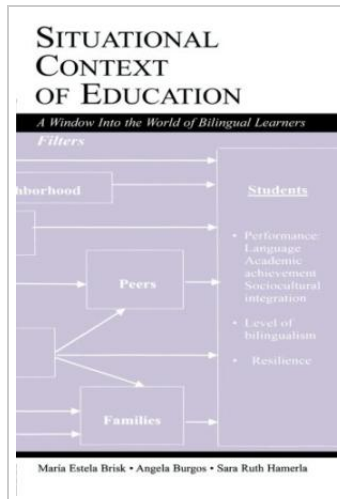 SITUATIONAL
CONTEXT
OF EDUCATION
A Window Into the World of Bilingual Learners
Filters
hborhood
Students
• Performance:
Language
Academic
achievement
Sociocultural
integration
Peers
• Level of
bilingualism
• Resilience
Families
María Estela Brisk • Angela Burgos • Sara Ruth Hamerla